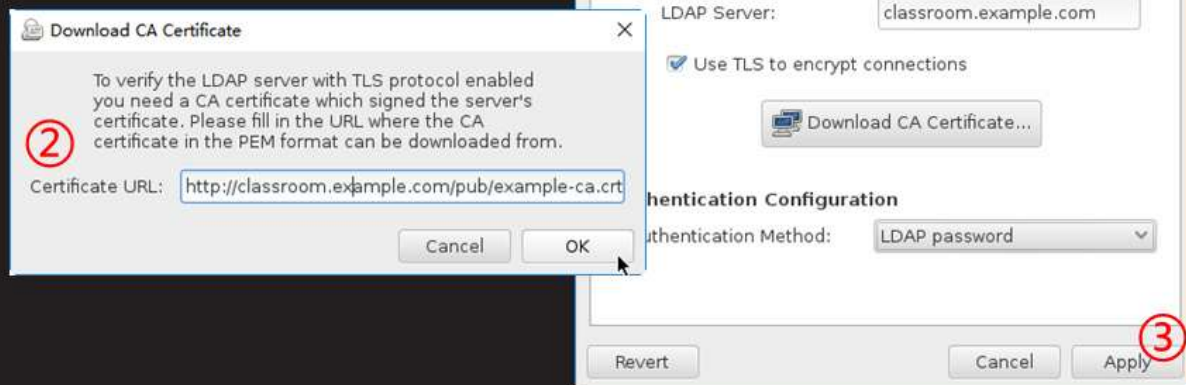 Download CA Certificate
To verify the LDAP server with TLS protocol enabled
you need a CA certificate which signed the server's
certificate. Please fill in the URL where the CA
certificate in the PEM format can be downloaded from.
②
Certificate URL: http://classroom.example.com/pub/example-ca.crt
Cancel OK
LDAP Server: classroom.example.com
Use TLS to encrypt connections
Download CA Certificate...
hentication Configuration
uthentication Method: LDAP password
③
Revert Cancel Apply